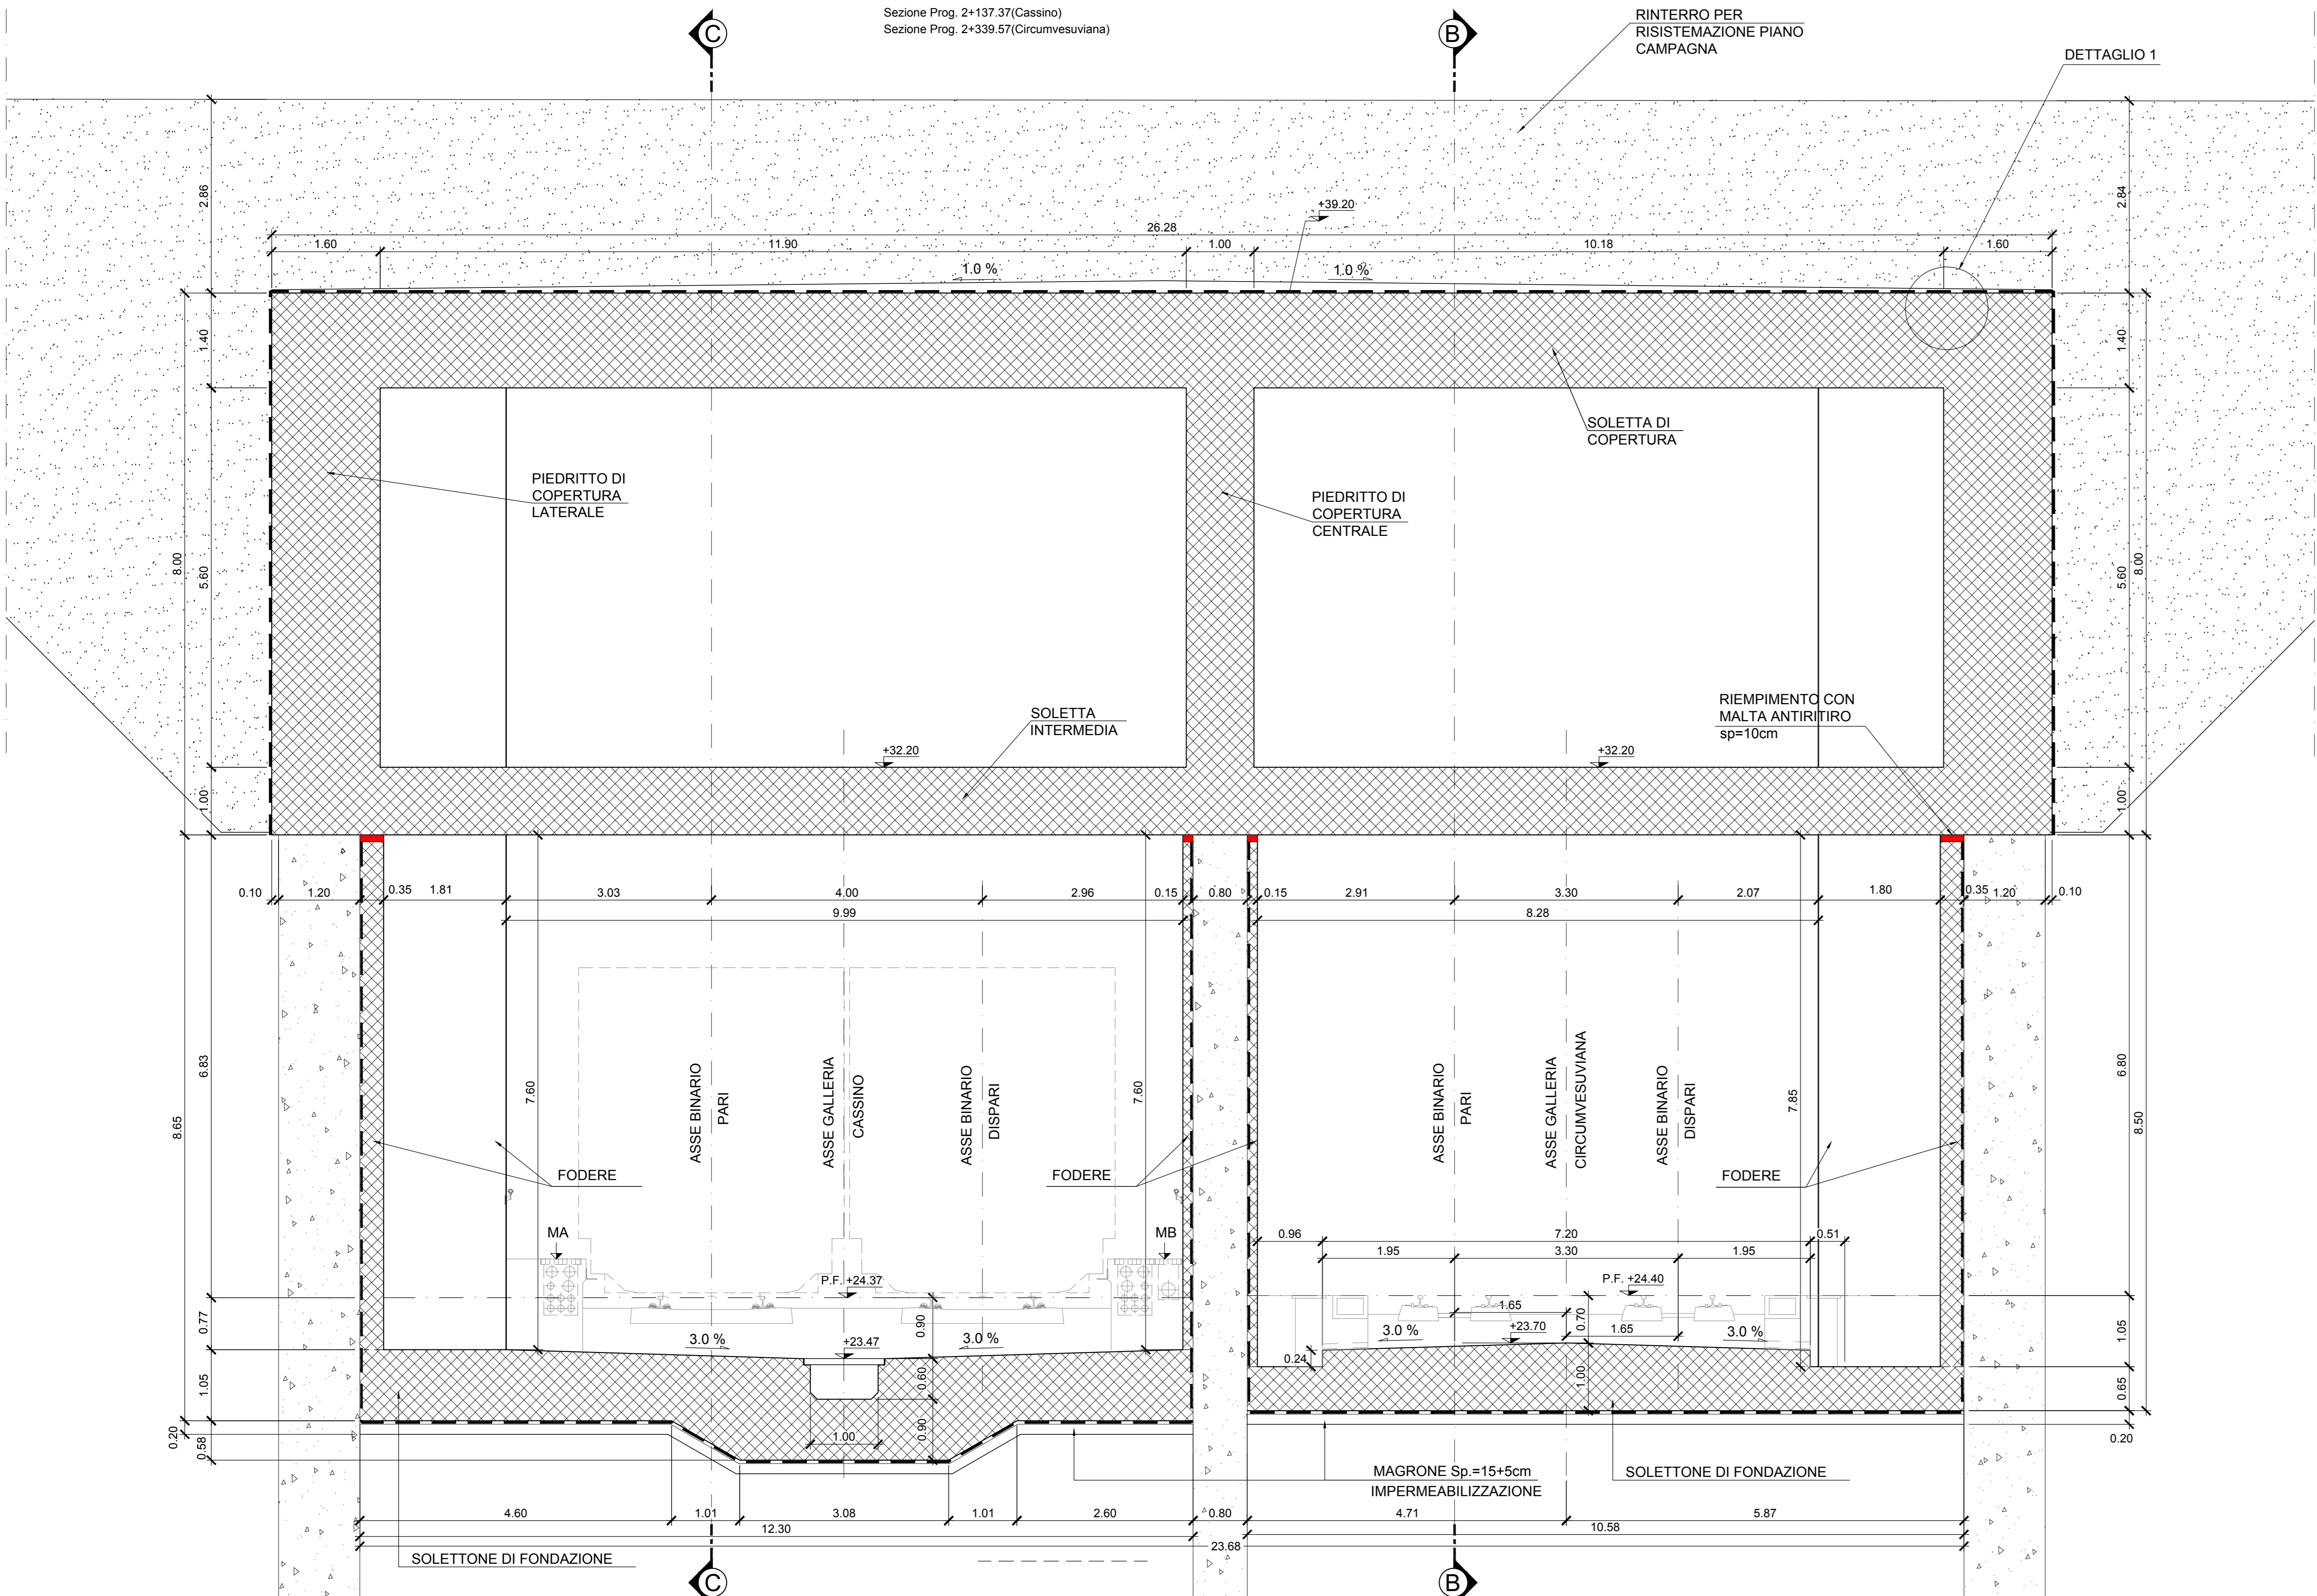 Sezione Prog. 2+137.37(Cassino)
Sezione Prog. 2+339.57(Circumvesuviana)
C
B
RINTERRO PER
RISISTEMAZIONE PIANO
CAMPAGNA
DETTAGLIO 1
2.86
2.84
+39.20
26.28
1.60
11.90
1.00
10.18
1.60
1.0 %
1.0 %
1.40
1.40
SOLETTA DI
COPERTURA
PIEDRITTO DI
COPERTURA
LATERALE
PIEDRITTO DI
COPERTURA
CENTRALE
8.00
5.60
5.60
8.00
SOLETTA
INTERMEDIA
RIEMPIMENTO CON
MALTA ANTIRITIRO
sp=10cm
+32.20
+32.20
1.00
1.00
0.10
1.20
0.35
1.81
3.03
4.00
2.96
0.15
0.80
0.15
2.91
3.30
2.07
1.80
0.35
1.20
0.10
9.99
8.28
6.83
7.60
ASSE BINARIO
PARI
ASSE GALLERIA
CASSINO
ASSE BINARIO
DISPARI
7.60
ASSE BINARIO
PARI
ASSE GALLERIA
CIRCUMVESUVIANA
ASSE BINARIO
DISPARI
7.85
6.80
8.65
8.50
FODERE
FODERE
FODERE
MA
MB
0.96
7.20
0.51
1.95
3.30
1.95
P.F. +24.37
P.F. +24.40
0.77
0.90
1.65
0.70
1.05
3.0 %
+23.47
3.0 %
3.0 %
+23.70
1.65
3.0 %
0.24
1.05
0.60
1.00
0.65
0.20
0.58
1.00
0.90
0.20
MAGRONE Sp.=15+5cm
IMPERMEABILIZZAZIONE
SOLETTONE DI FONDAZIONE
4.60
1.01
3.08
1.01
2.60
0.80
4.71
5.87
12.30
10.58
23.68
SOLETTONE DI FONDAZIONE
C
B